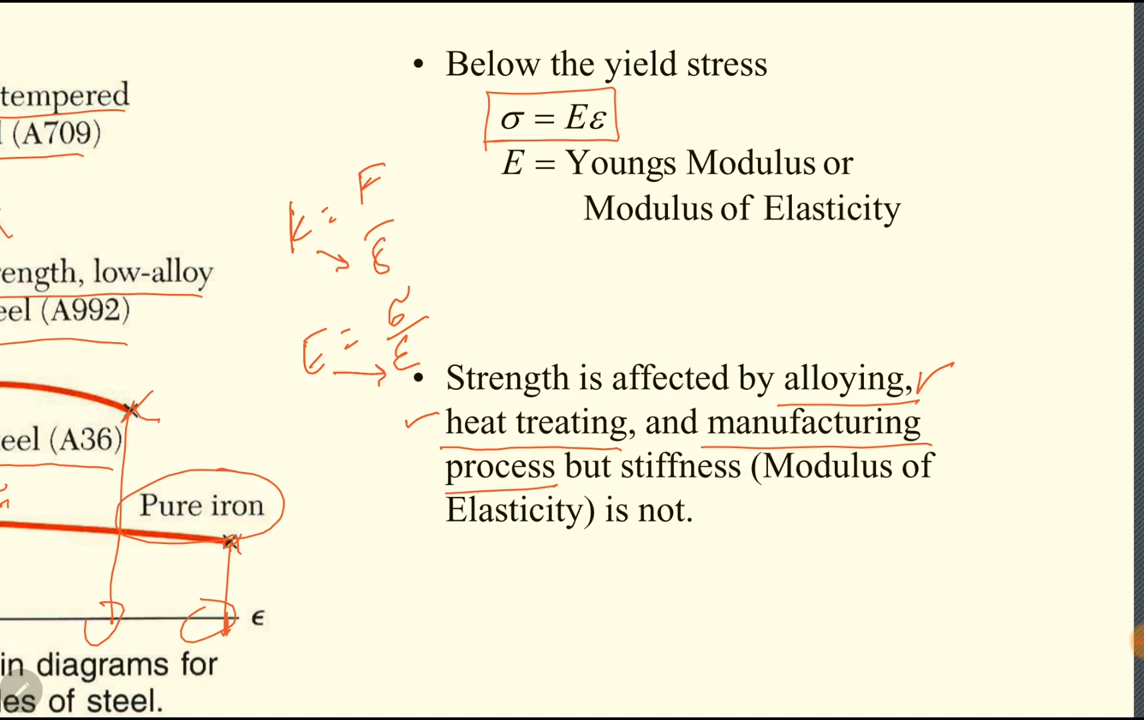 tempered
(A709)
rength, low-alloy
eel (A992)
eel (A36)
Pure iron
ϵ
in diagrams for
les of steel.
k = F
δ
E = σ
ε
• Below the yield stress
σ = Eε
E = Youngs Modulus or
Modulus of Elasticity
• Strength is affected by alloying,
heat treating, and manufacturing
process but stiffness (Modulus of
Elasticity) is not.